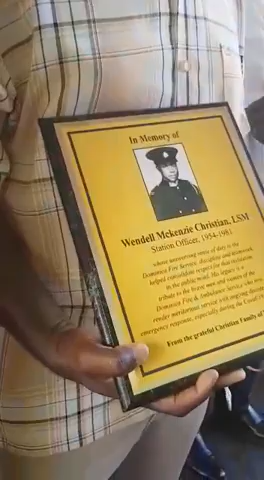 In Memory of
Wendell Mckenzie Christian, LSM
Station Officer, 1954-1981,
whose unswerving sense of duty to the
Dominica Fire Service, discipline and teamwork
helped consolidate respect for that institution
in the public mind. His legacy is a
tribute to the brave men and women of the
Dominica Fire & Ambulance Service who
render meritorious service with ongoing
emergency response, especially during the
From the grateful Christian Family of